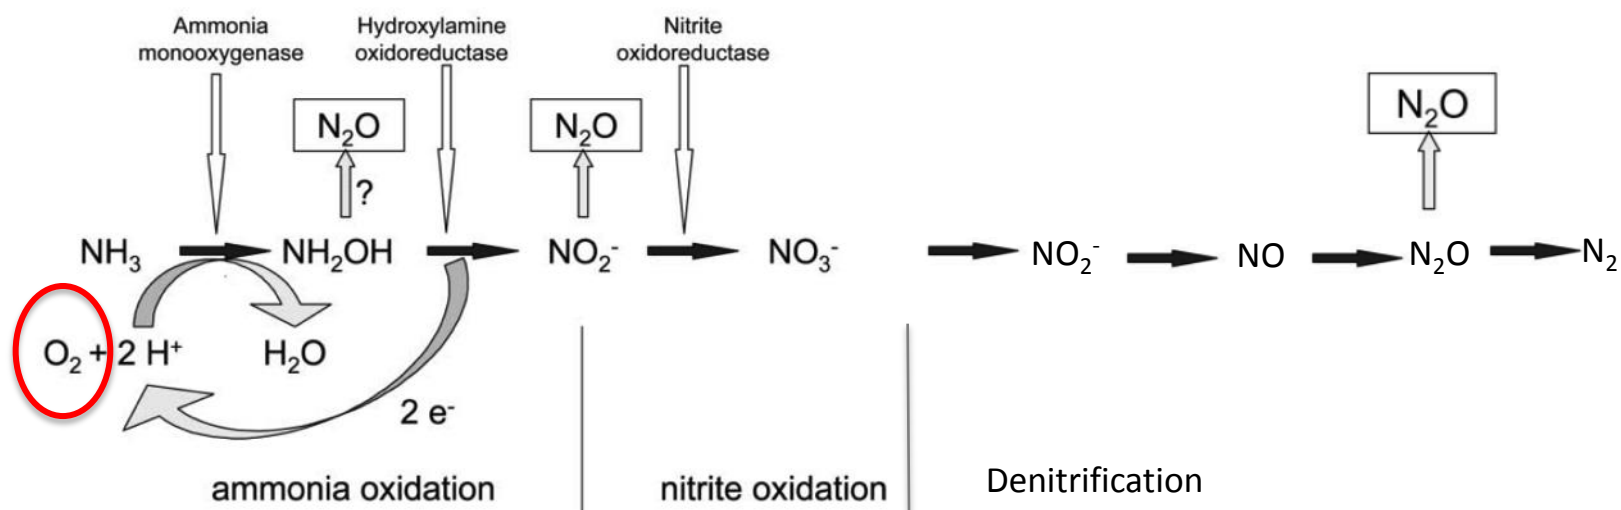 Ammonia
monooxygenase
Hydroxylamine
oxidoreductase
Nitrite
oxidoreductase
N₂O
N₂O
N₂O
?
NH₃
NH₂OH
NO₂⁻
NO₃⁻
NO₂⁻
NO
N₂O
N₂
O₂ + 2 H⁺
H₂O
2 e⁻
ammonia oxidation
nitrite oxidation
Denitrification